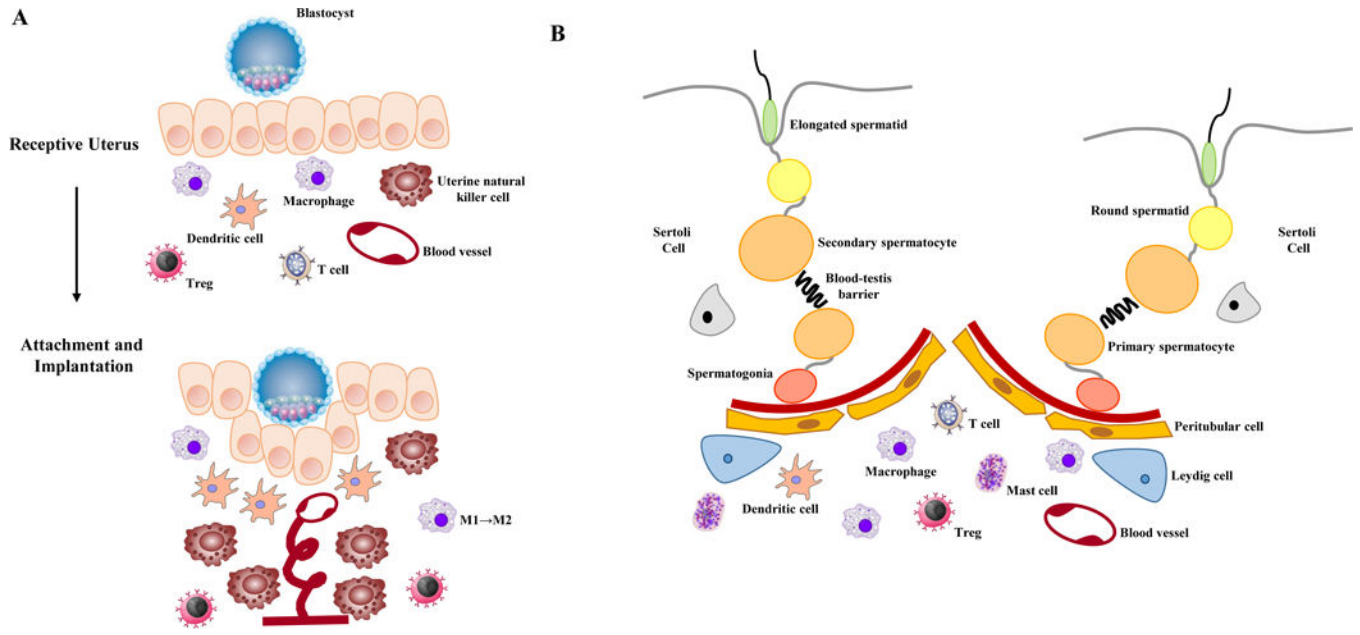 A
Blastocyst
Receptive Uterus
Macrophage
Uterine natural
killer cell
Dendritic cell
Blood vessel
Treg
T cell
Attachment and
Implantation
M1→M2
B
Elongated spermatid
Round spermatid
Sertoli
Cell
Secondary spermatocyte
Sertoli
Cell
Blood-testis
barrier
Primary spermatocyte
Spermatogonia
T cell
Peritubular cell
Macrophage
Leydig cell
Mast cell
Dendritic cell
Treg
Blood vessel